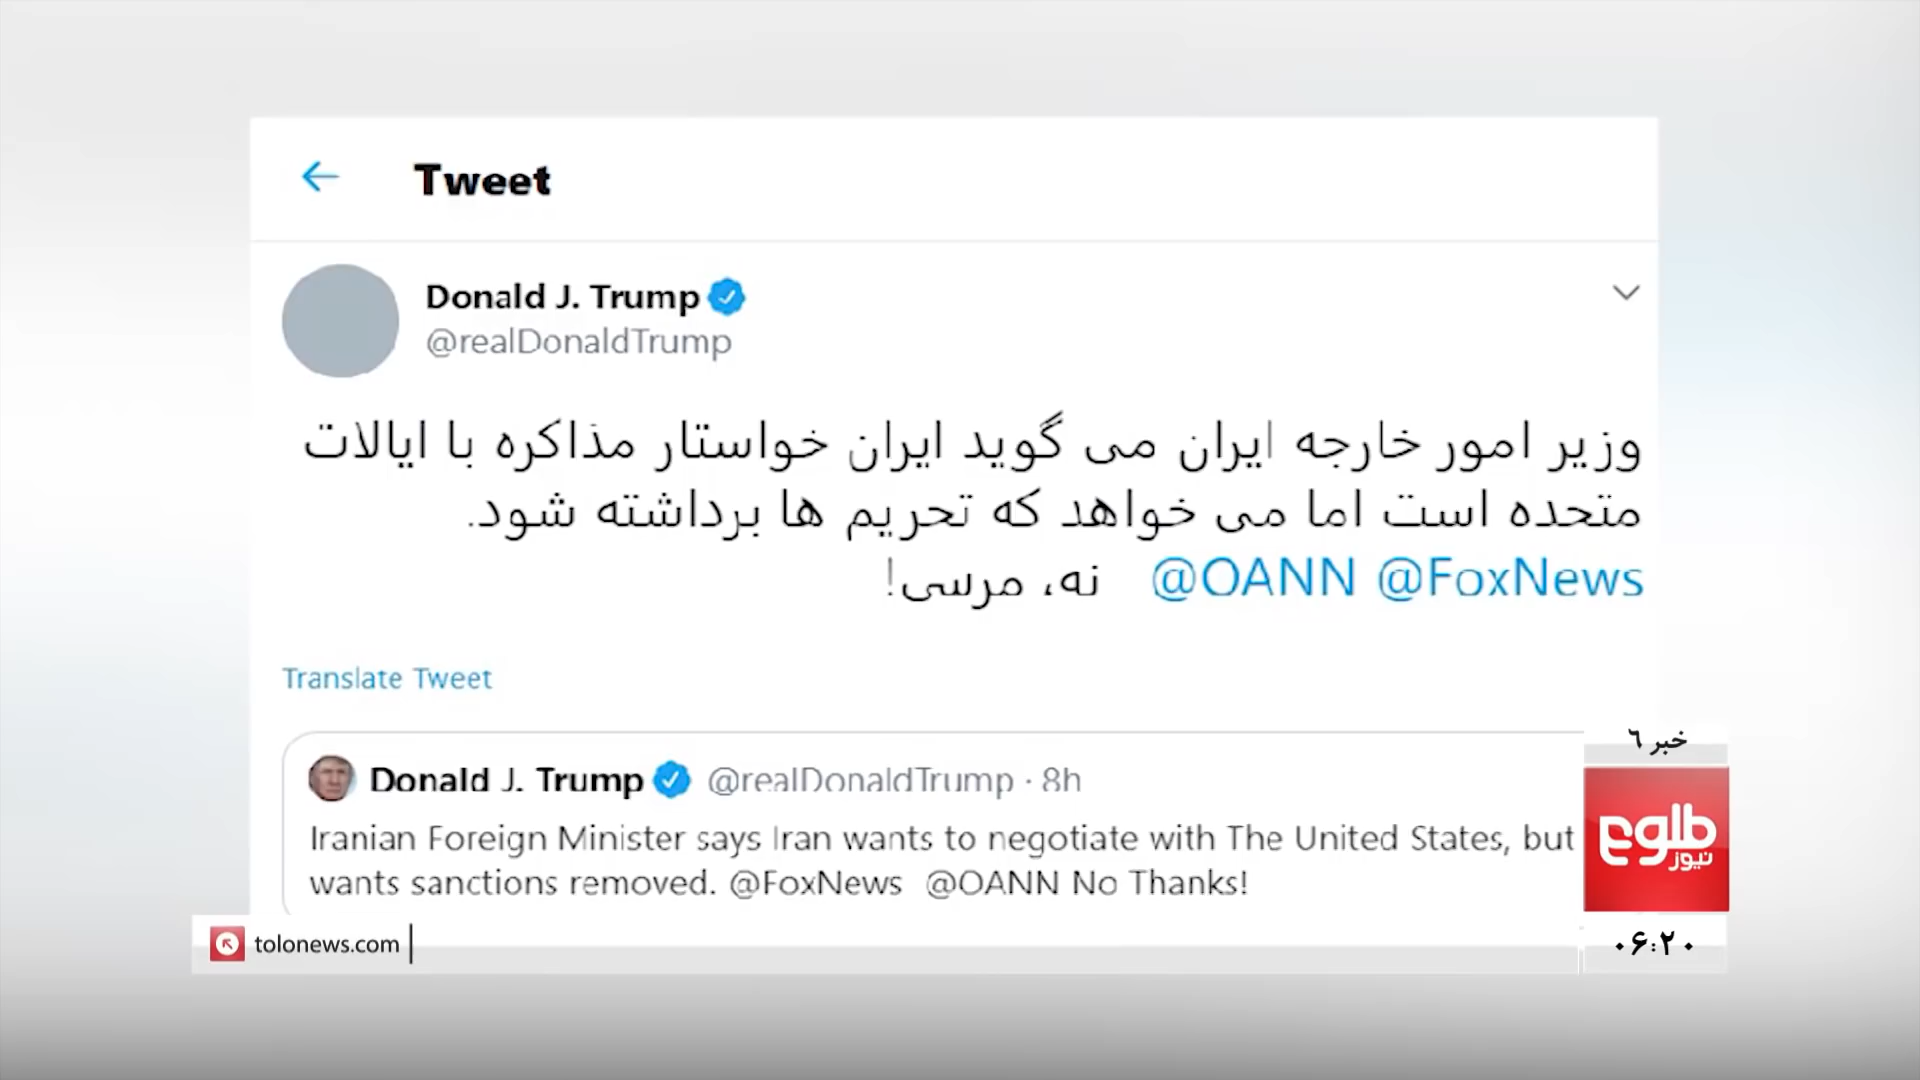 Tweet
Donald J. Trump
@realDonaldTrump
وزیر امور خارجه ایران می گوید ایران خواستار مذاکره با ایالات
متحده است اما می خواهد که تحریم ها برداشته شود.
@OANN @FoxNews نه، مرسی!
Translate Tweet
Donald J. Trump @realDonaldTrump · 8h
Iranian Foreign Minister says Iran wants to negotiate with The United States, but
wants sanctions removed. @FoxNews @OANN No Thanks!
خبر ۶
طلوع
نیوز
tolonews.com
۰۶:۲۰